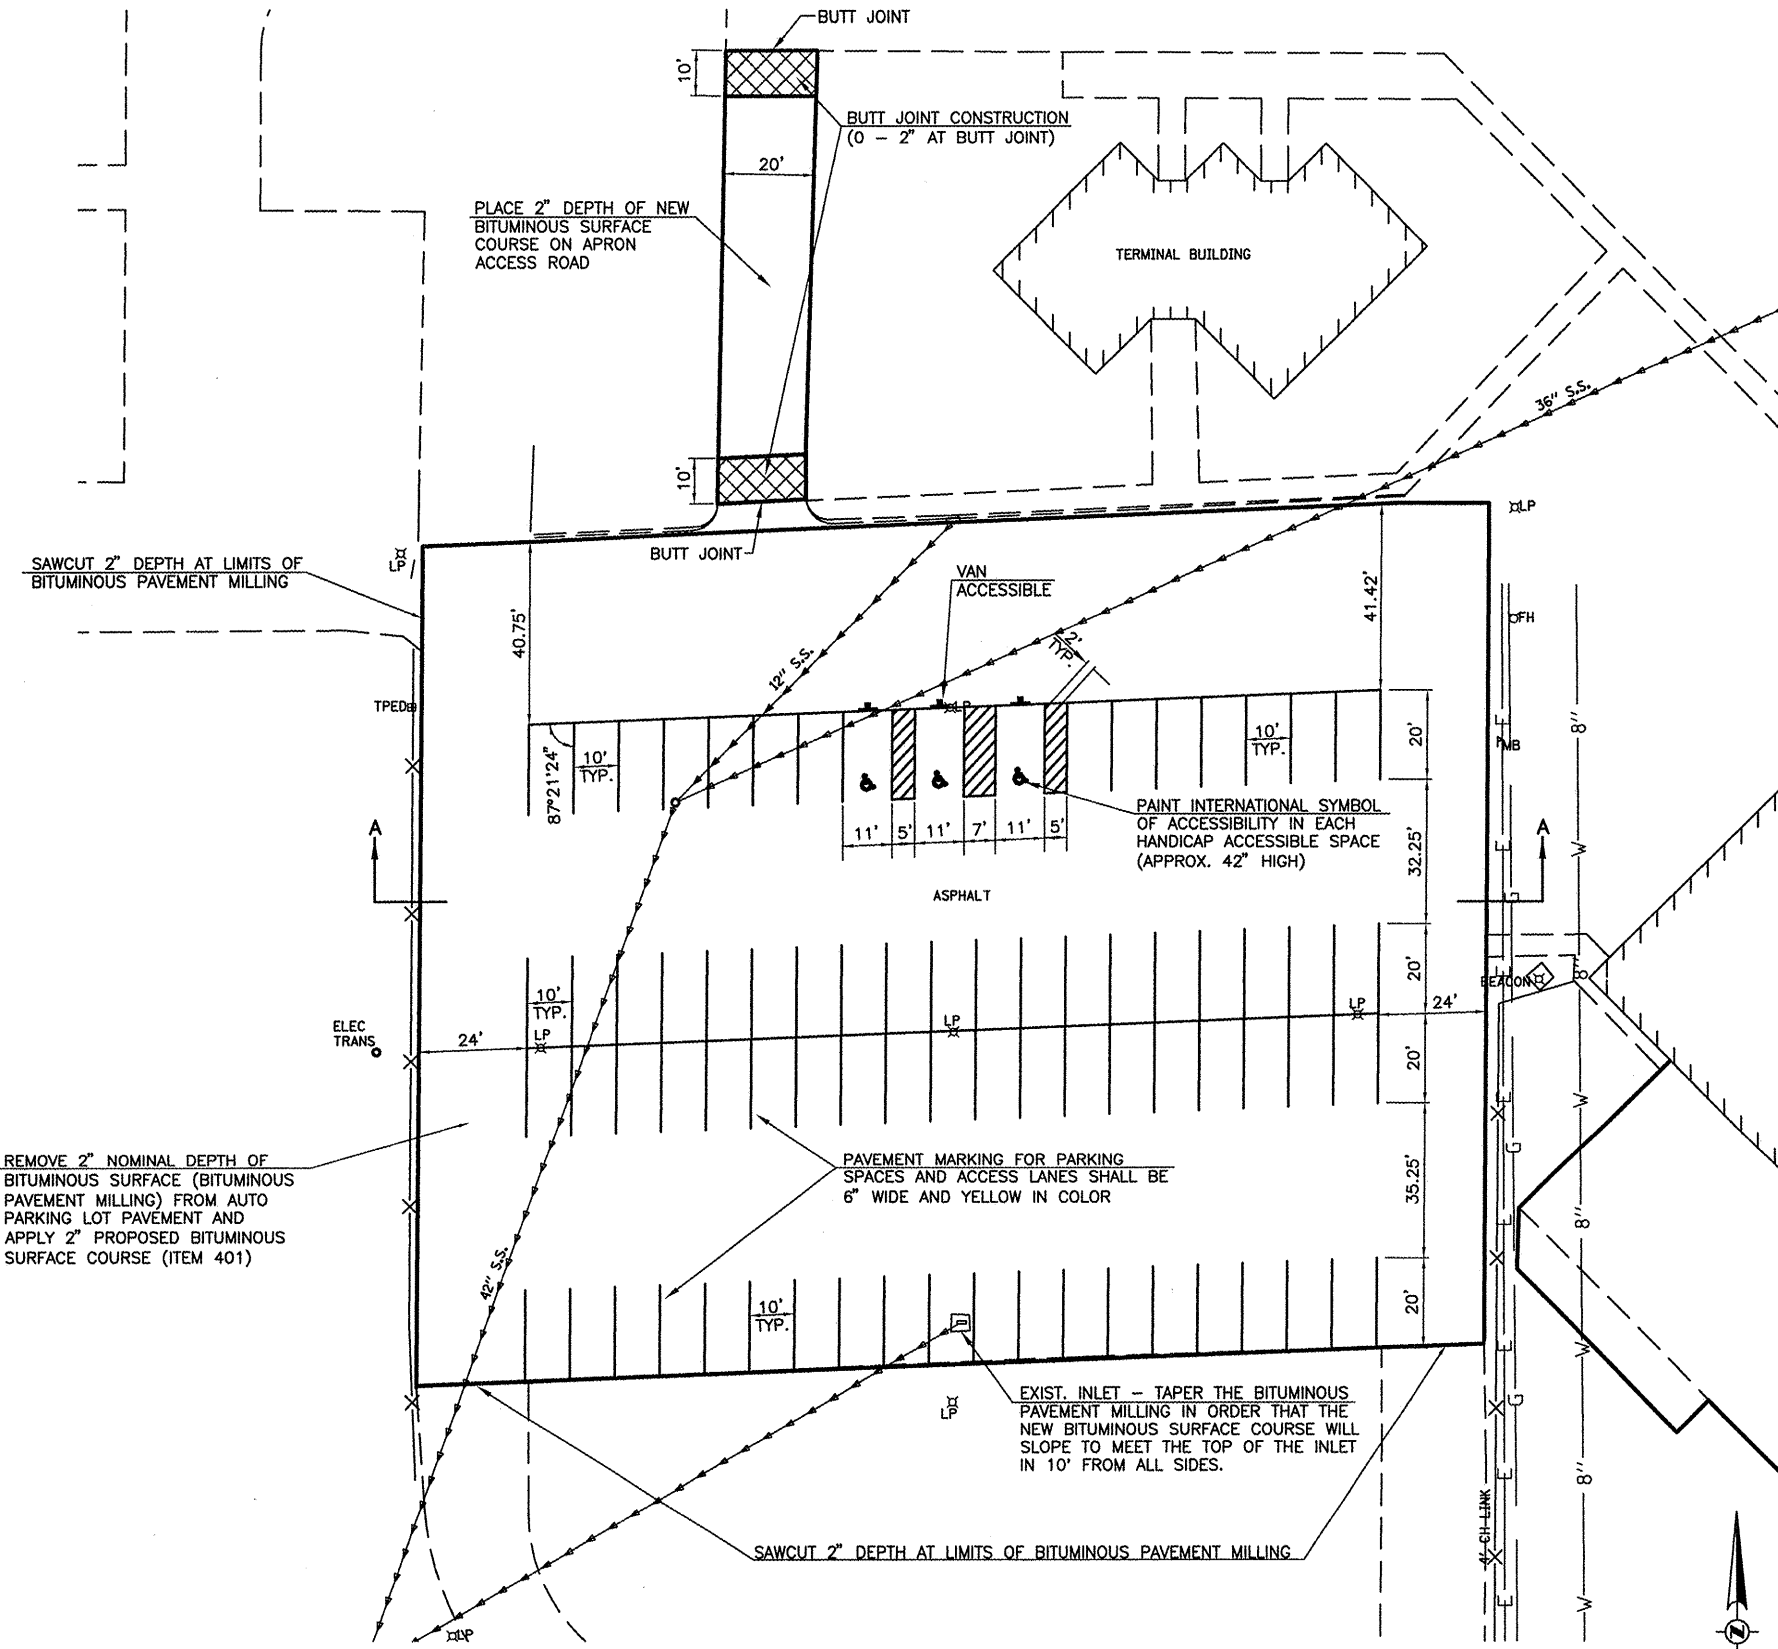 BUTT JOINT
10'
BUTT JOINT CONSTRUCTION
(0 – 2" AT BUTT JOINT)
20'
PLACE 2" DEPTH OF NEW
BITUMINOUS SURFACE
COURSE ON APRON
ACCESS ROAD
TERMINAL BUILDING
36" S.S.
10'
BUTT JOINT
LP
LP
SAWCUT 2" DEPTH AT LIMITS OF
BITUMINOUS PAVEMENT MILLING
VAN
ACCESSIBLE
40.75'
41.42'
FH
12" S.S.
2'
TYP.
TPED
LP
8"
MB
87°21'24"
10'
TYP.
10'
TYP.
20'
11'
5'
11'
7'
11'
5'
PAINT INTERNATIONAL SYMBOL
OF ACCESSIBILITY IN EACH
HANDICAP ACCESSIBLE SPACE
(APPROX. 42" HIGH)
32.25'
A
A
W
E
ASPHALT
G
10'
TYP.
20'
8"
BEACON
LP
LP
LP
24'
24'
ELEC
TRANS
20'
E
W
REMOVE 2" NOMINAL DEPTH OF
BITUMINOUS SURFACE (BITUMINOUS
PAVEMENT MILLING) FROM AUTO
PARKING LOT PAVEMENT AND
APPLY 2" PROPOSED BITUMINOUS
SURFACE COURSE (ITEM 401)
PAVEMENT MARKING FOR PARKING
SPACES AND ACCESS LANES SHALL BE
6" WIDE AND YELLOW IN COLOR
35.25'
G
E
8"
42" S.S.
10'
TYP.
20'
E
W
EXIST. INLET – TAPER THE BITUMINOUS
PAVEMENT MILLING IN ORDER THAT THE
NEW BITUMINOUS SURFACE COURSE WILL
SLOPE TO MEET THE TOP OF THE INLET
IN 10' FROM ALL SIDES.
LP
G
E
8"
4' CH LINK
SAWCUT 2" DEPTH AT LIMITS OF BITUMINOUS PAVEMENT MILLING
E
W
LP
N